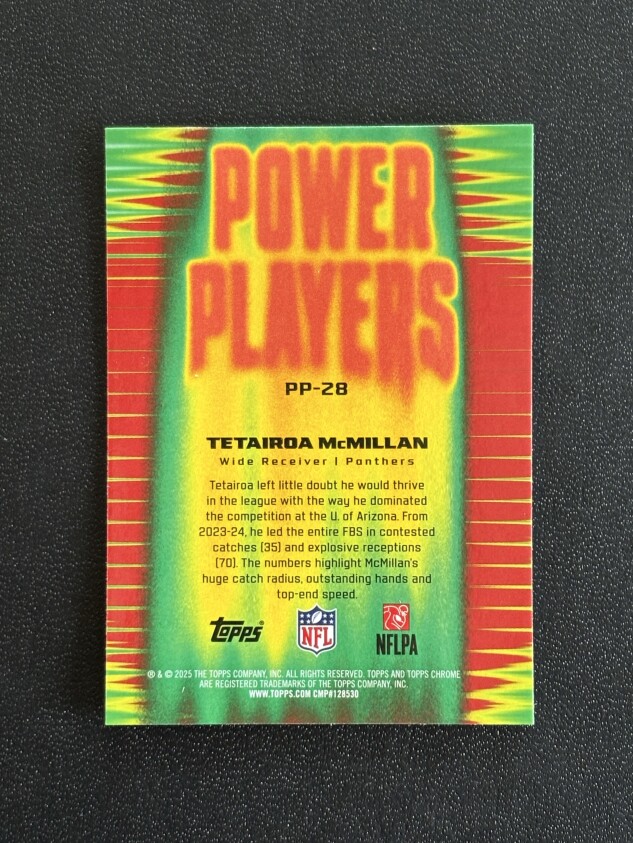 POWER
PLAYERS
PP-28
TETAIROA McMILLAN
Wide Receiver | Panthers
Tetairoa left little doubt he would thrive
in the league with the way he dominated
the competition at the U. of Arizona. From
2023-24, he led the entire FBS in contested
catches (35) and explosive receptions
(70). The numbers highlight McMillan's
huge catch radius, outstanding hands and
top-end speed.
topps® NFL NFLPA
® & © 2025 THE TOPPS COMPANY, INC. ALL RIGHTS RESERVED. TOPPS AND TOPPS CHROME
ARE REGISTERED TRADEMARKS OF THE TOPPS COMPANY, INC.
WWW.TOPPS.COM CMP#128530